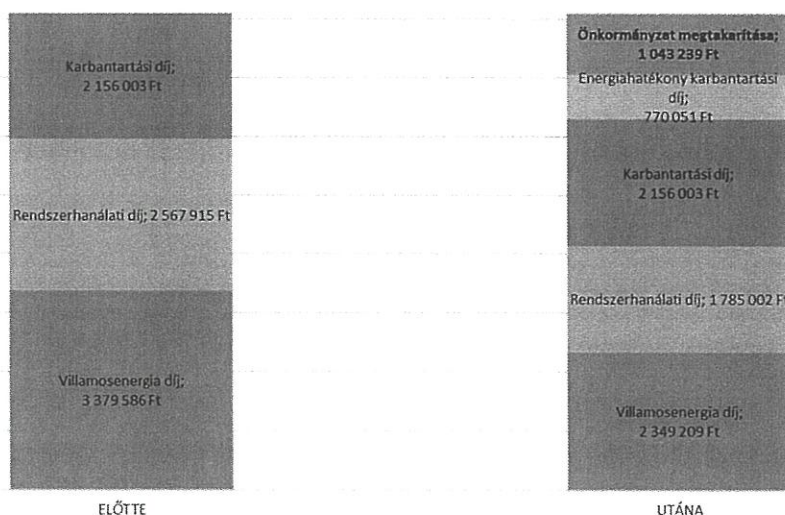 Karbantartási díj;
2 156 003 Ft
Rendszerhanálati díj; 2 567 915 Ft
Villamosenergia díj;
3 379 586 Ft
ELŐTTE
Önkormányzat megtakarítása;
1 043 239 Ft
Energiahatékony karbantartási
díj;
770 051 Ft
Karbantartási díj;
2 156 003 Ft
Rendszerhanálati díj; 1 785 002 Ft
Villamosenergia díj;
2 349 209 Ft
UTÁNA